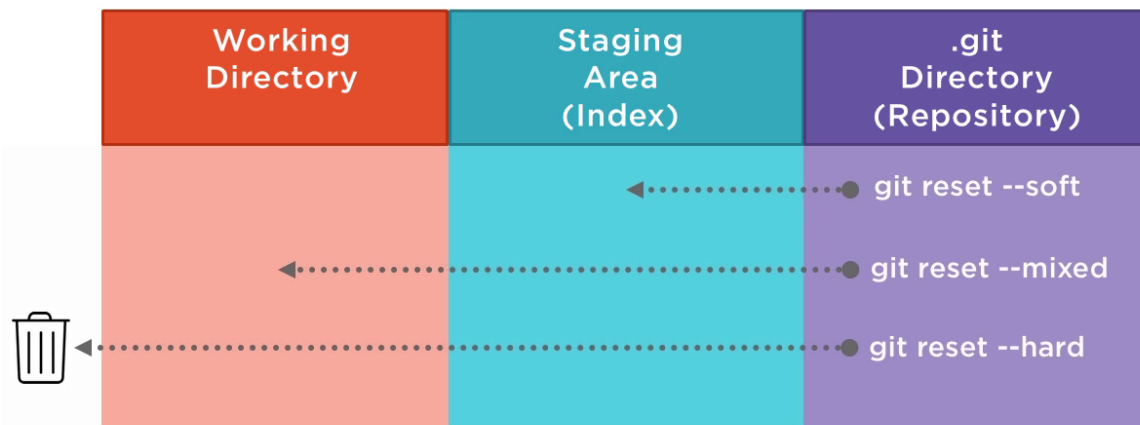 Working
Directory
Staging
Area
(Index)
.git
Directory
(Repository)
git reset --soft
git reset --mixed
git reset --hard